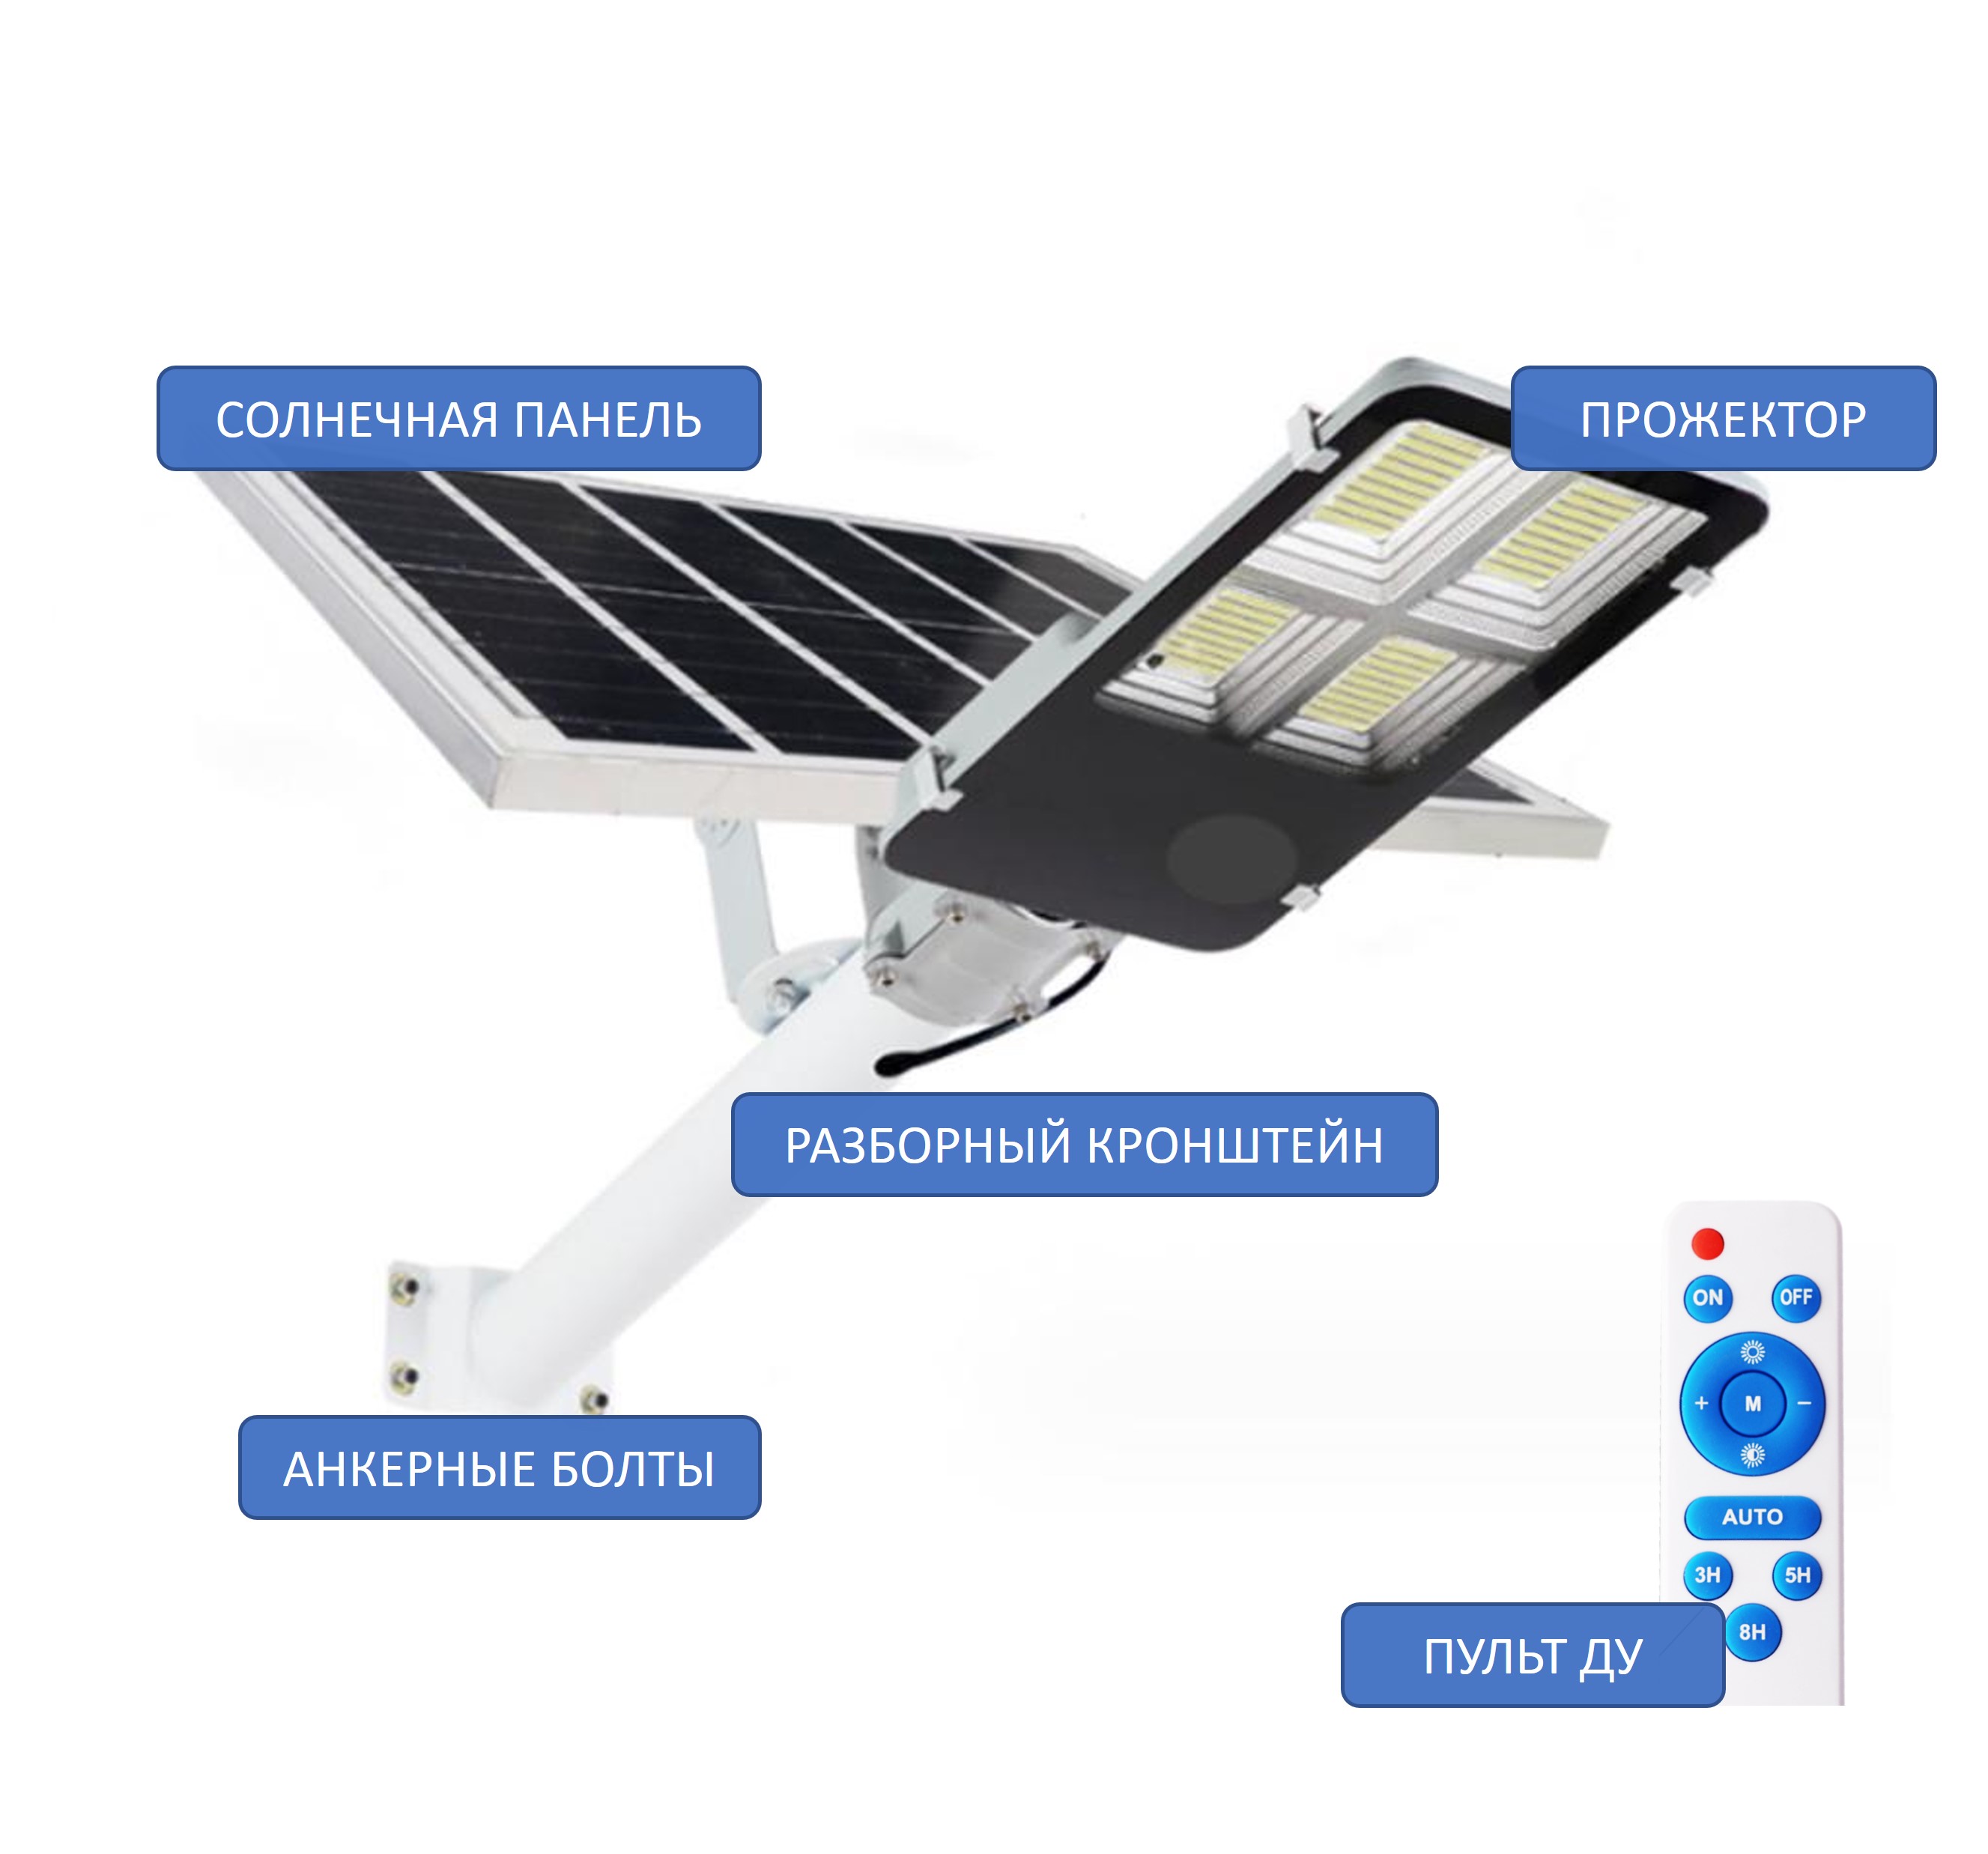 СОЛНЕЧНАЯ ПАНЕЛЬ
ПРОЖЕКТОР
РАЗБОРНЫЙ КРОНШТЕЙН
АНКЕРНЫЕ БОЛТЫ
ON OFF
+ M −
AUTO
3H 5H
8H
ПУЛЬТ ДУ